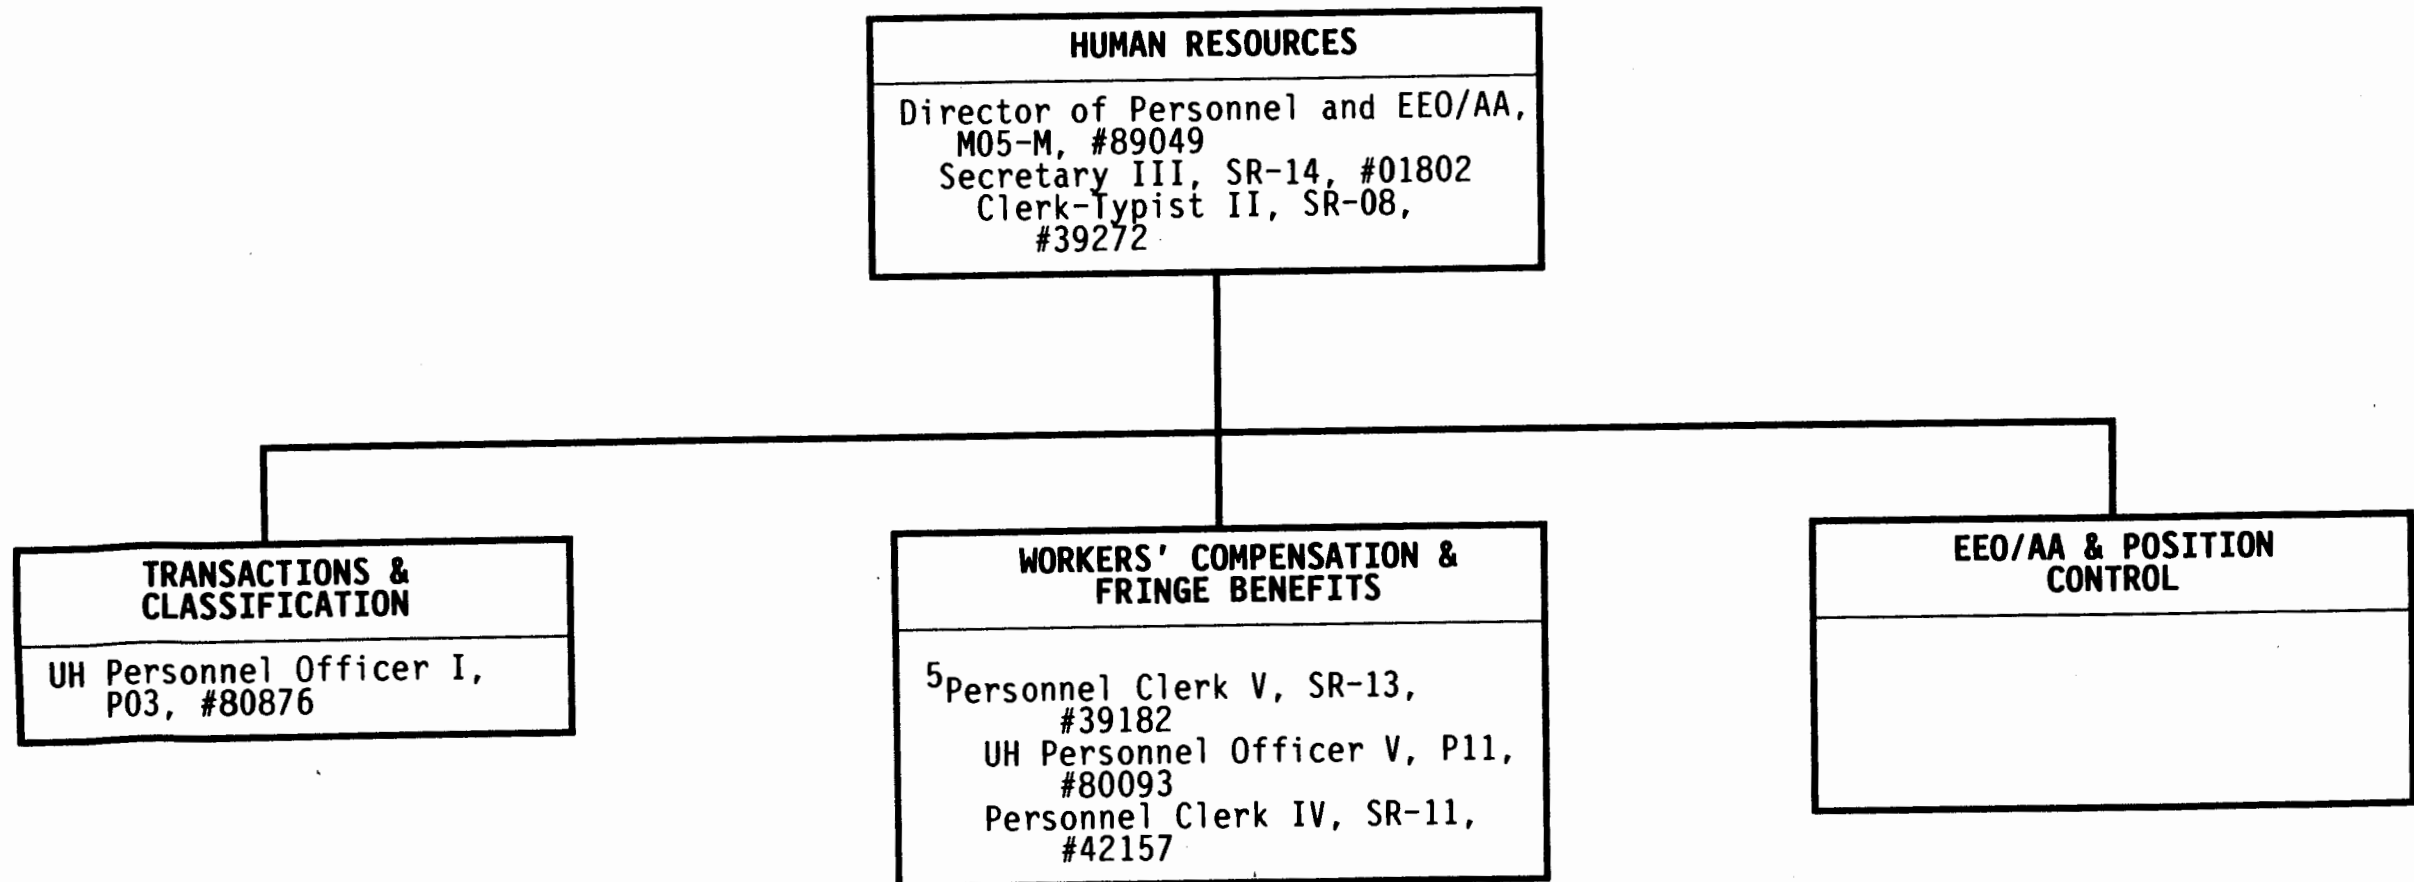 HUMAN RESOURCES
Director of Personnel and EEO/AA,
M05-M, #89049
Secretary III, SR-14, #01802
Clerk-Typist II, SR-08,
#39272
TRANSACTIONS &
CLASSIFICATION
UH Personnel Officer I,
P03, #80876
WORKERS' COMPENSATION &
FRINGE BENEFITS
5Personnel Clerk V, SR-13,
#39182
UH Personnel Officer V, P11,
#80093
Personnel Clerk IV, SR-11,
#42157
EEO/AA & POSITION
CONTROL